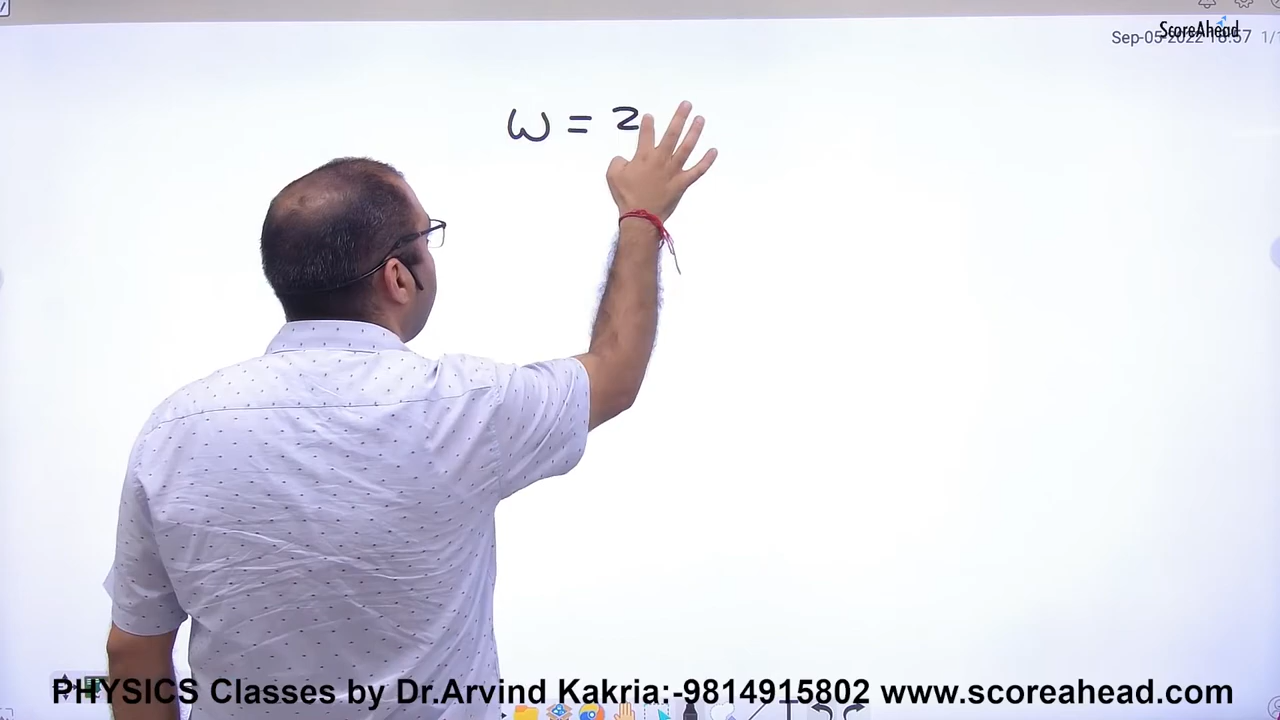 ScoreAhead
Sep-05-2022 18:57 1/1
ω = 2
PHYSICS Classes by Dr.Arvind Kakria:-9814915802 www.scoreahead.com